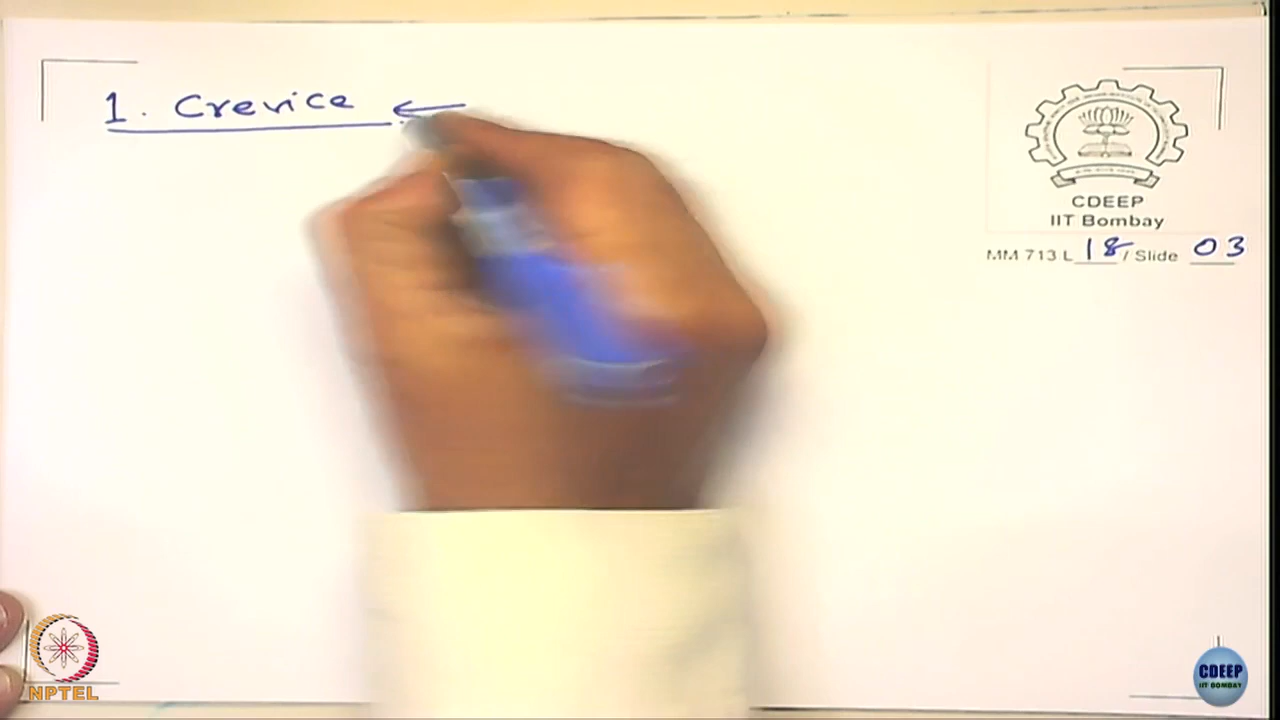 1. Crevice ←
CDEEP
IIT Bombay
MM 713 L 18 / Slide 03
NPTEL
CDEEP
IIT BOMBAY